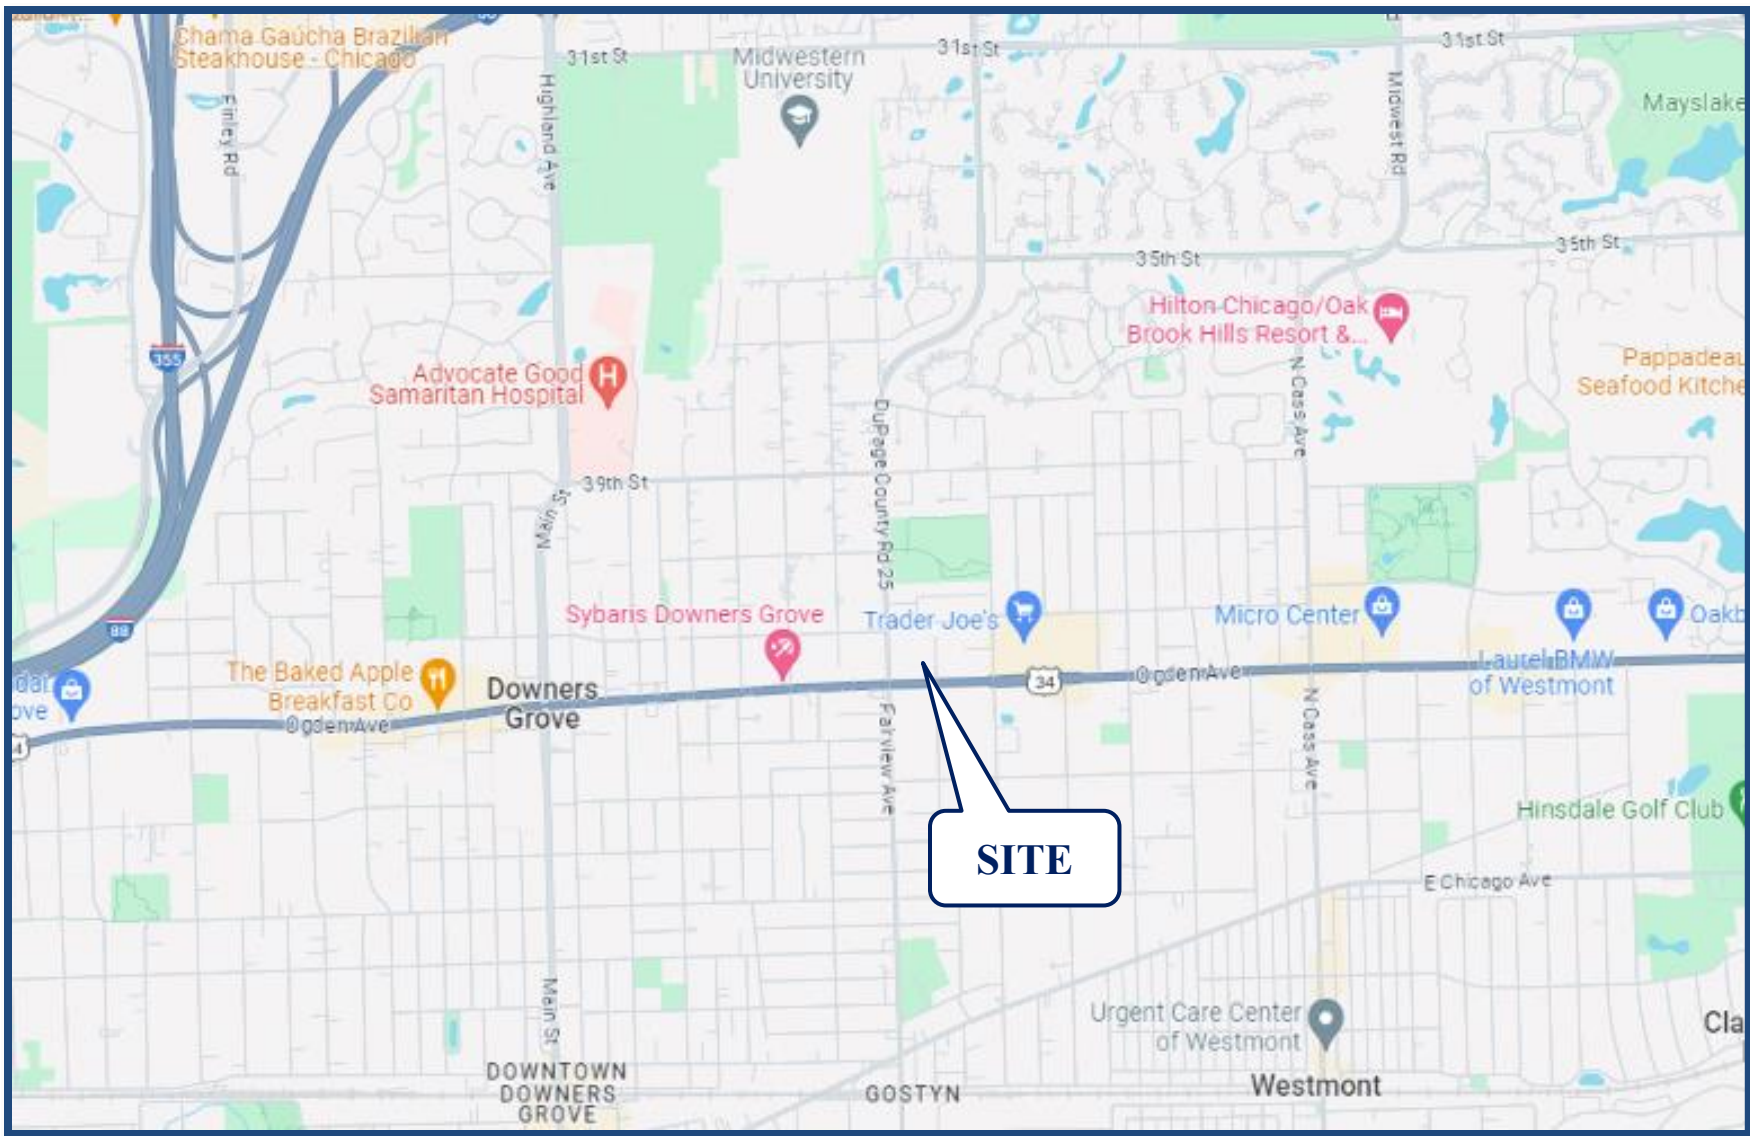 Chama Gaúcha Brazilian
Steakhouse - Chicago
31st St
Midwestern
University
31st St
31st St
Finley Rd
Highland Ave
Midwest Rd
Mayslake
35th St
35th St
Hilton Chicago/Oak
Brook Hills Resort &...
355
Advocate Good
Samaritan Hospital
H
N Cass Ave
Pappadeau
Seafood Kitche
DuPage County Rd 25
39th St
Main St
88
Sybaris Downers Grove
Trader Joe's
Micro Center
Oakb
The Baked Apple
Breakfast Co
Downers
Grove
Ogden Ave
34
Ogden Ave
Laurel BMW
of Westmont
ove
4
Fairview Ave
N Cass Ave
Hinsdale Golf Club
SITE
E Chicago Ave
Main St
Urgent Care Center
of Westmont
Cla
DOWNTOWN
DOWNERS
GROVE
GOSTYN
Westmont